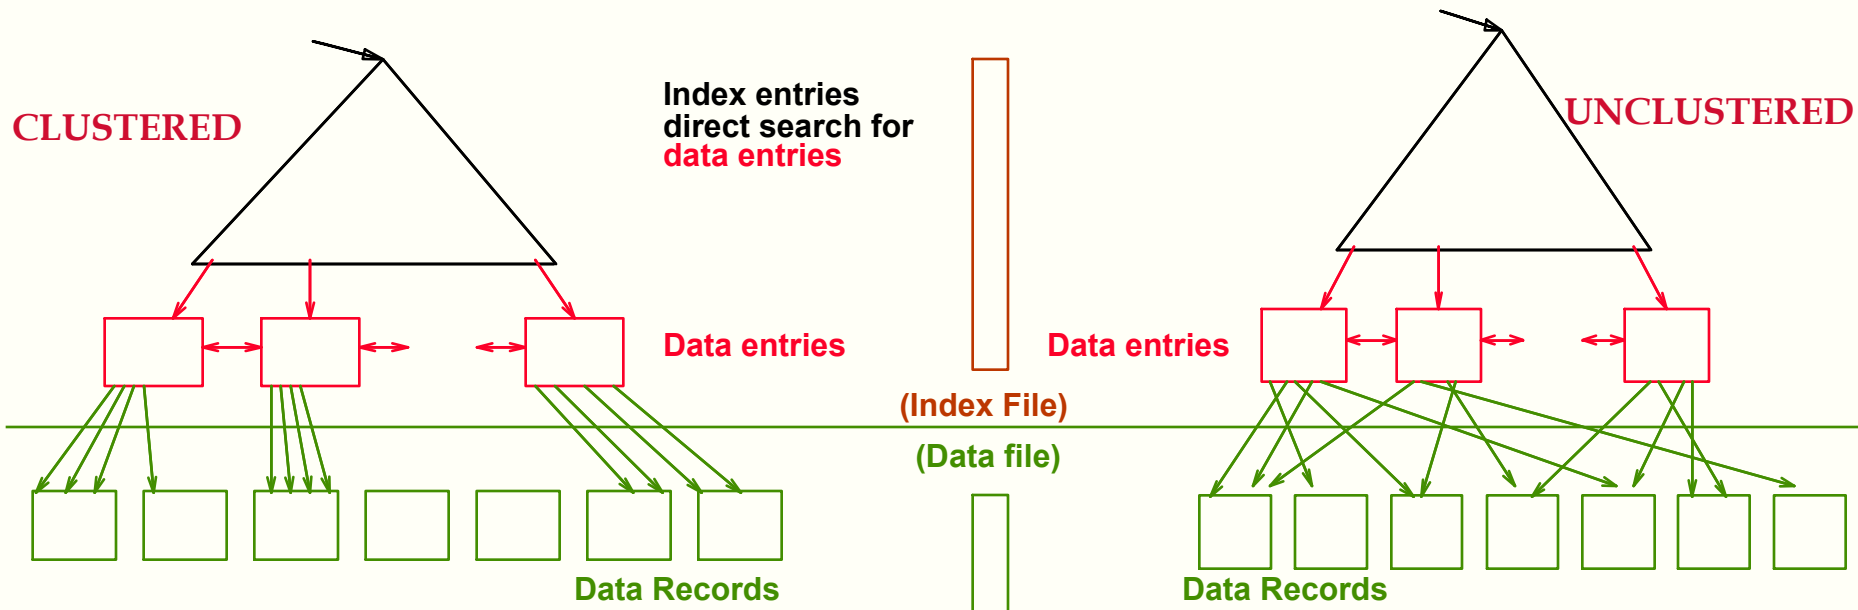 CLUSTERED
Index entries
direct search for
data entries
UNCLUSTERED
Data entries
Data entries
(Index File)
(Data file)
Data Records
Data Records